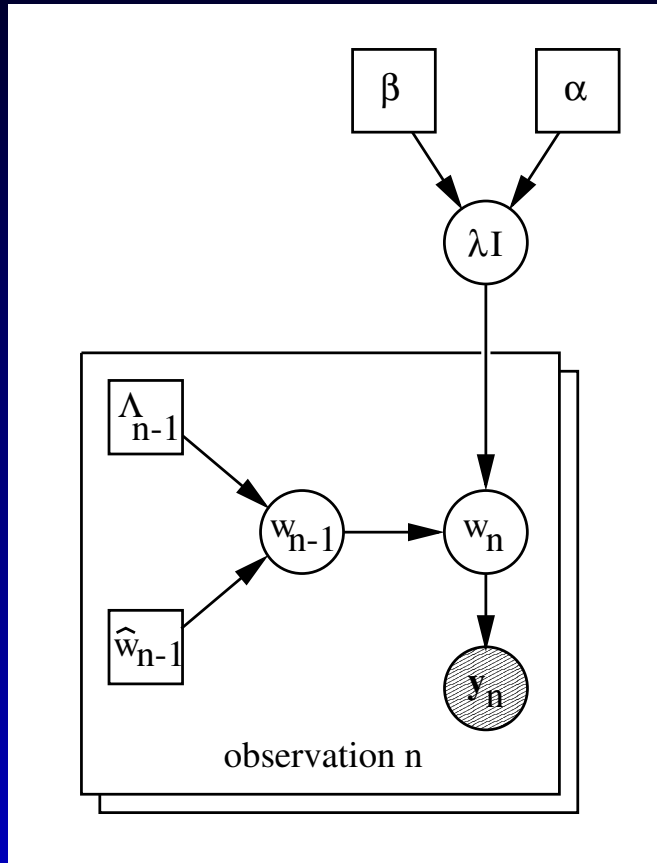 β
α
λI
Λn-1
wn-1
wn
ŵn-1
yn
observation n